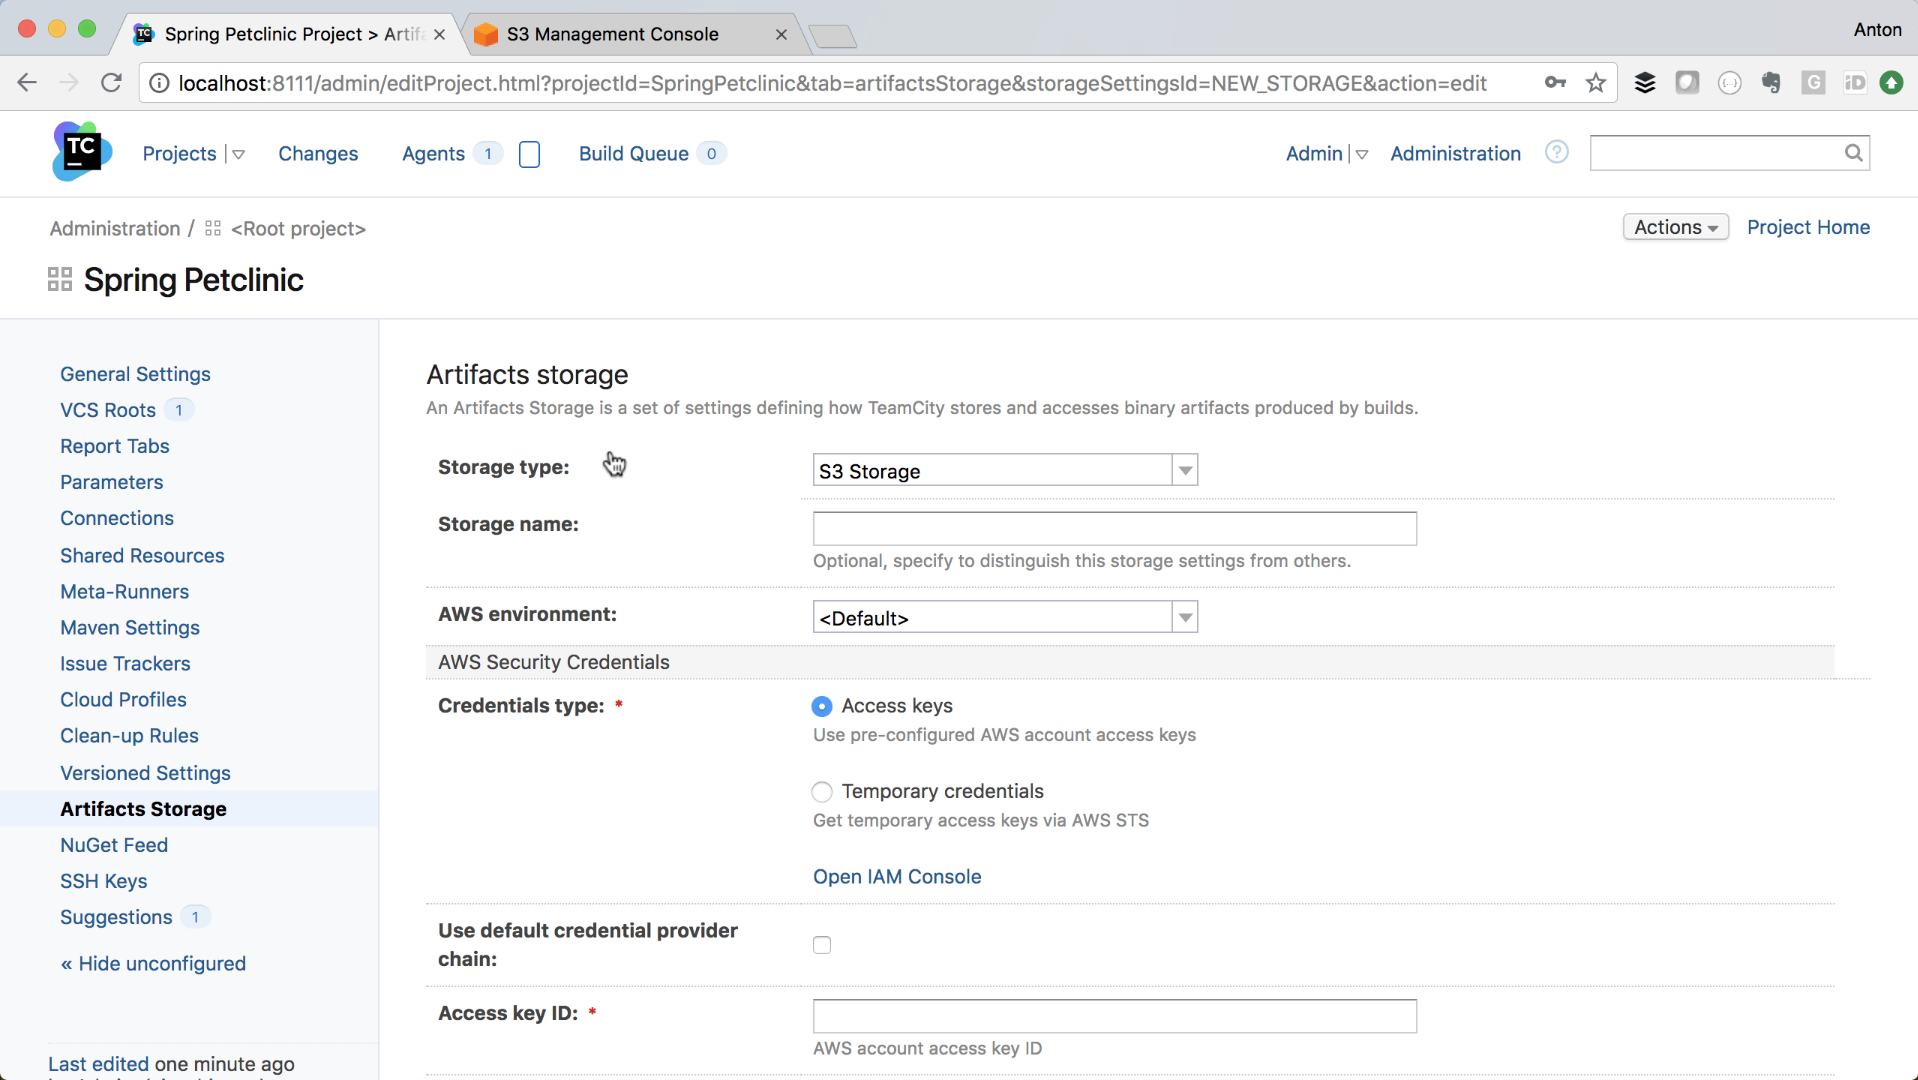 Spring Petclinic Project > Artif
S3 Management Console
Anton
localhost:8111/admin/editProject.html?projectId=SpringPetclinic&tab=artifactsStorage&storageSettingsId=NEW_STORAGE&action=edit
G
iD
TC
Projects
Changes
Agents 1
Build Queue 0
Admin
Administration
?
Administration / <Root project>
Actions
Project Home
Spring Petclinic
General Settings
VCS Roots 1
Report Tabs
Parameters
Connections
Shared Resources
Meta-Runners
Maven Settings
Issue Trackers
Cloud Profiles
Clean-up Rules
Versioned Settings
Artifacts Storage
NuGet Feed
SSH Keys
Suggestions 1
« Hide unconfigured
Last edited one minute ago
Artifacts storage
An Artifacts Storage is a set of settings defining how TeamCity stores and accesses binary artifacts produced by builds.
Storage type: S3 Storage
Storage name:
Optional, specify to distinguish this storage settings from others.
AWS environment: <Default>
AWS Security Credentials
Credentials type: * Access keys
Use pre-configured AWS account access keys
Temporary credentials
Get temporary access keys via AWS STS
Open IAM Console
Use default credential provider
chain:
Access key ID: *
AWS account access key ID